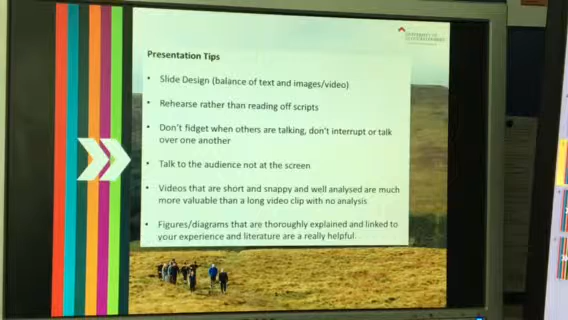 UNIVERSITY OF
Presentation Tips
• Slide Design (balance of text and images/video)
• Rehearse rather than reading off scripts
• Don't fidget when others are talking, don't interrupt or talk
over one another
• Talk to the audience not at the screen
• Videos that are short and snappy and well analysed are much
more valuable than a long video clip with no analysis
• Figures/diagrams that are thoroughly explained and linked to
your experience and literature are a really helpful.